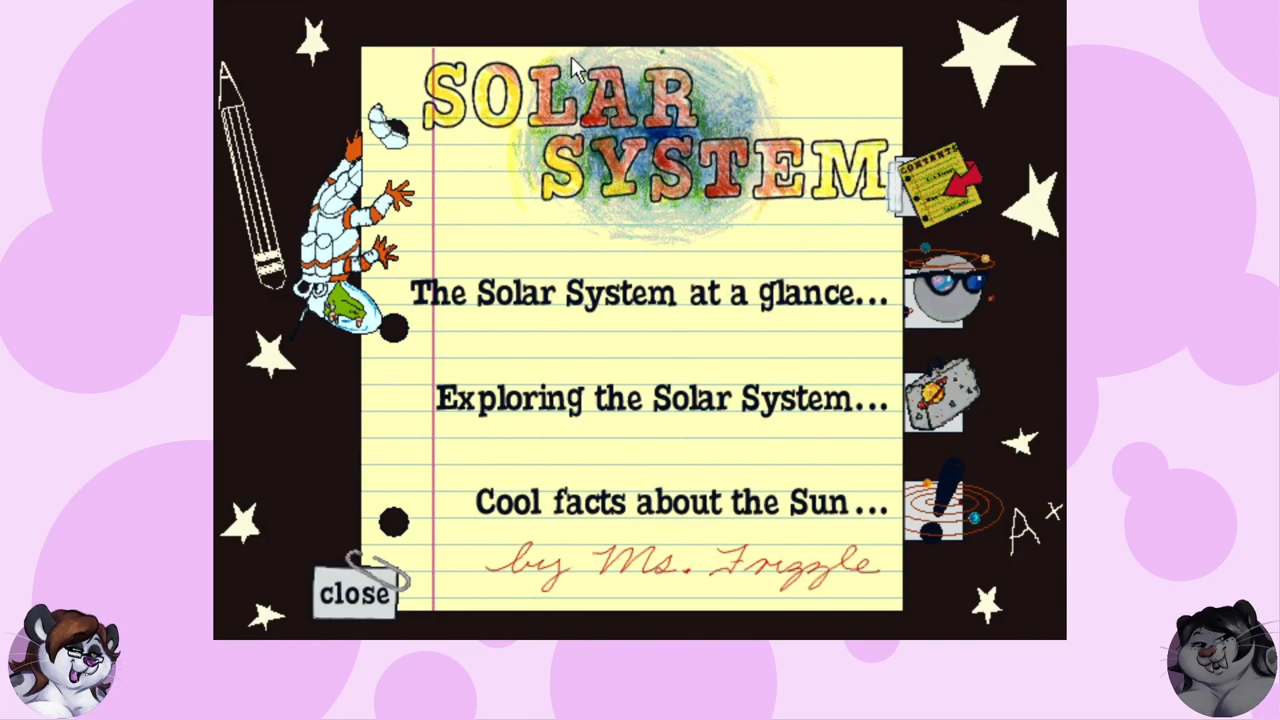 SOLAR
SYSTEM
CONTENTS
The Solar System at a glance...
Exploring the Solar System...
Cool facts about the Sun...
A+
by Ms. Frizzle
close